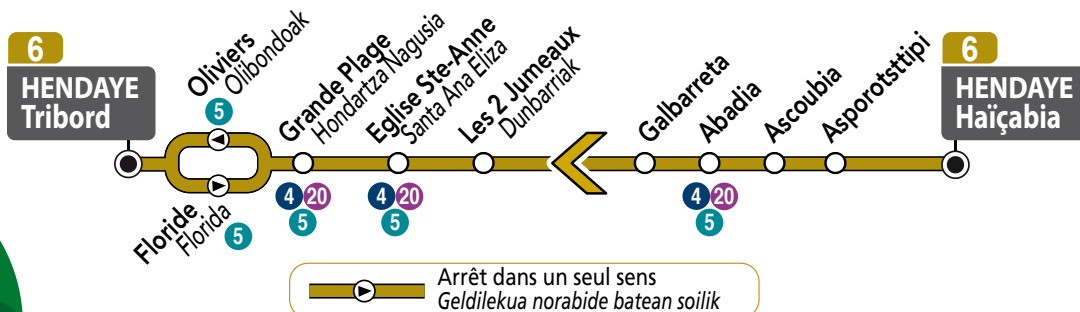 6
HENDAYE
Tribord
Oliviers
Olibondoak
5
Floride
Florida
5
Grande Plage
Hondartza Nagusia
4 20
5
Eglise Ste-Anne
Santa Ana Eliza
4 20
5
Les 2 Jumeaux
Dunbarriak
Galbarreta
Abadia
4 20
5
Ascoubia
Asporotsttipi
6
HENDAYE
Haïçabia
Arrêt dans un seul sens
Geldilekua norabide batean soilik